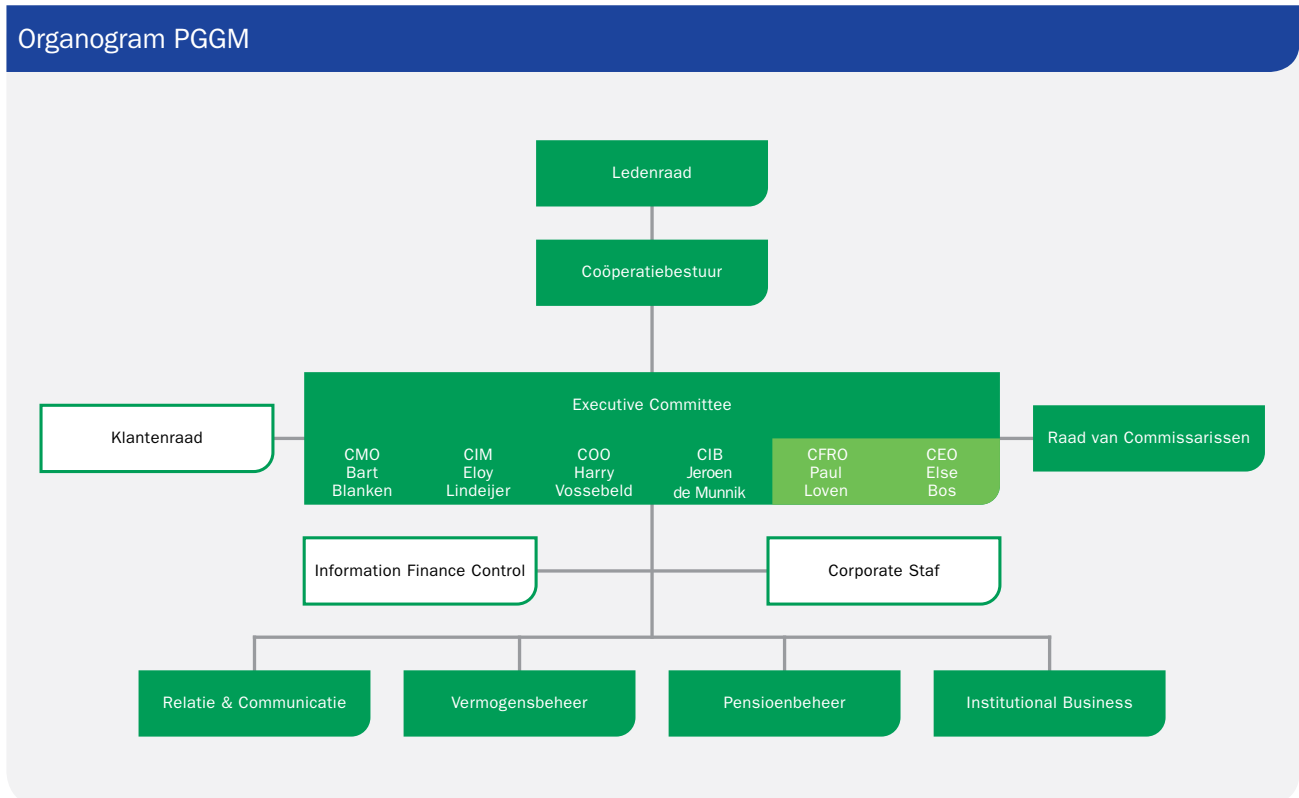 Organogram PGGM
Ledenraad
Coöperatiebestuur
Executive Committee
Klantenraad
Raad van Commissarissen
CMO
Bart
Blanken
CIM
Eloy
Lindeijer
COO
Harry
Vossebeld
CIB
Jeroen
de Munnik
CFRO
Paul
Loven
CEO
Else
Bos
Information Finance Control
Corporate Staf
Relatie & Communicatie
Vermogensbeheer
Pensioenbeheer
Institutional Business